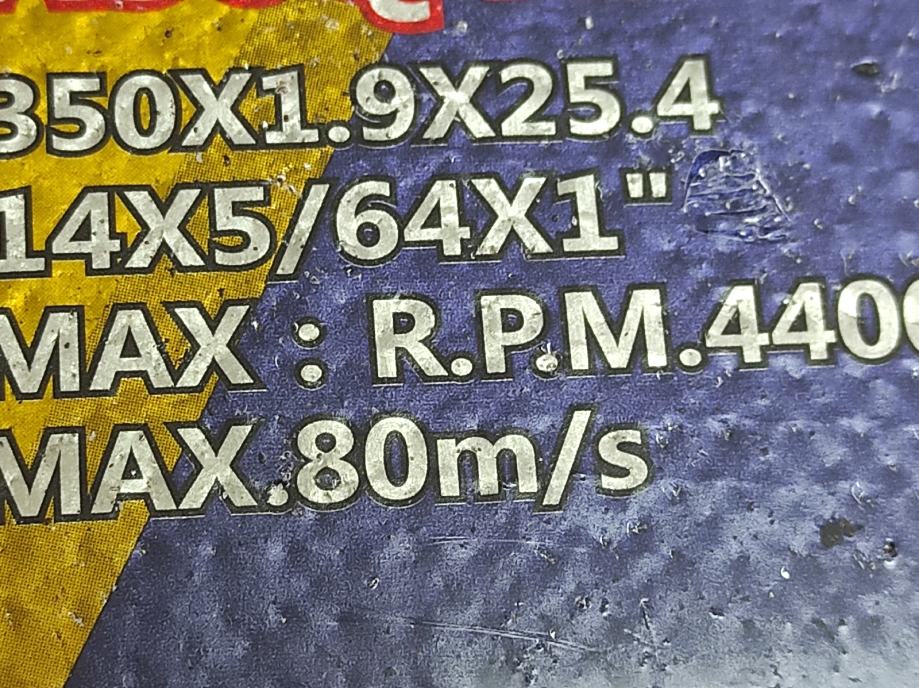 350X1.9X25.4
14X5/64X1"
MAX : R.P.M.4400
MAX.80m/s